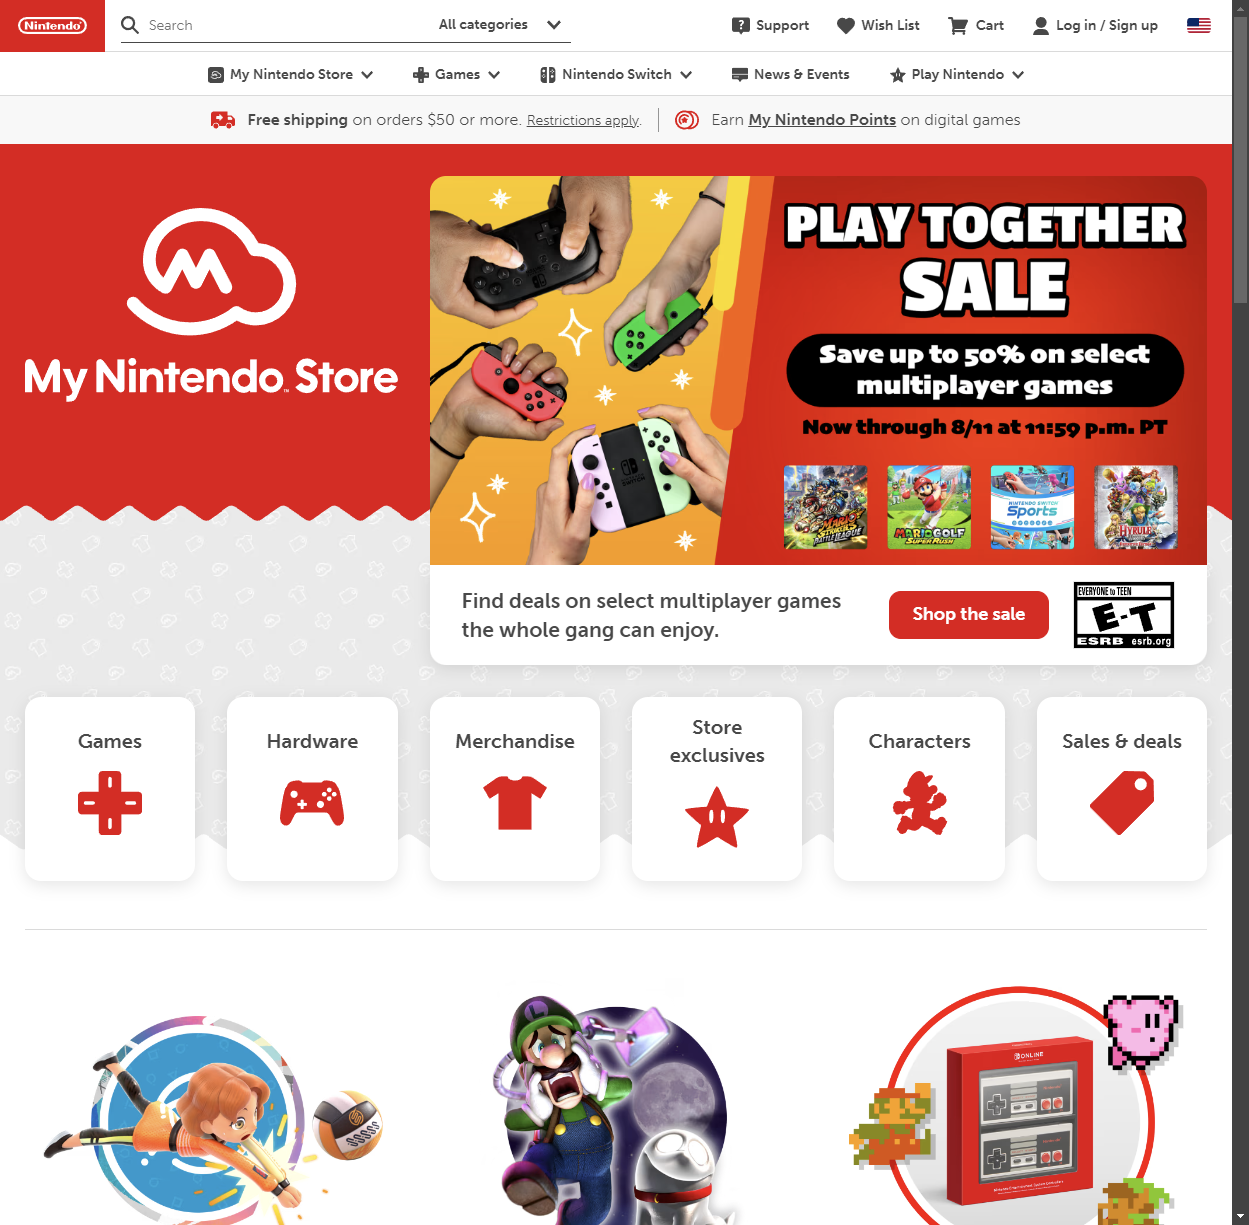 Nintendo
Search
All categories
Support
Wish List
Cart
Log in / Sign up
My Nintendo Store
Games
Nintendo Switch
News & Events
Play Nintendo
Free shipping on orders $50 or more. Restrictions apply.
Earn My Nintendo Points on digital games
My Nintendo Store
PLAY TOGETHER
SALE
Save up to 50% on select
multiplayer games
Now through 8/11 at 11:59 p.m. PT
MARIO STRIKERS
BATTLE LEAGUE
MARIO GOLF
SUPER RUSH
NINTENDO SWITCH
Sports
HYRULE
Find deals on select multiplayer games
the whole gang can enjoy.
Shop the sale
EVERYONE to TEEN
E-T
ESRB esrb.org
Games
Hardware
Merchandise
Store
exclusives
Characters
Sales & deals
ONLINE